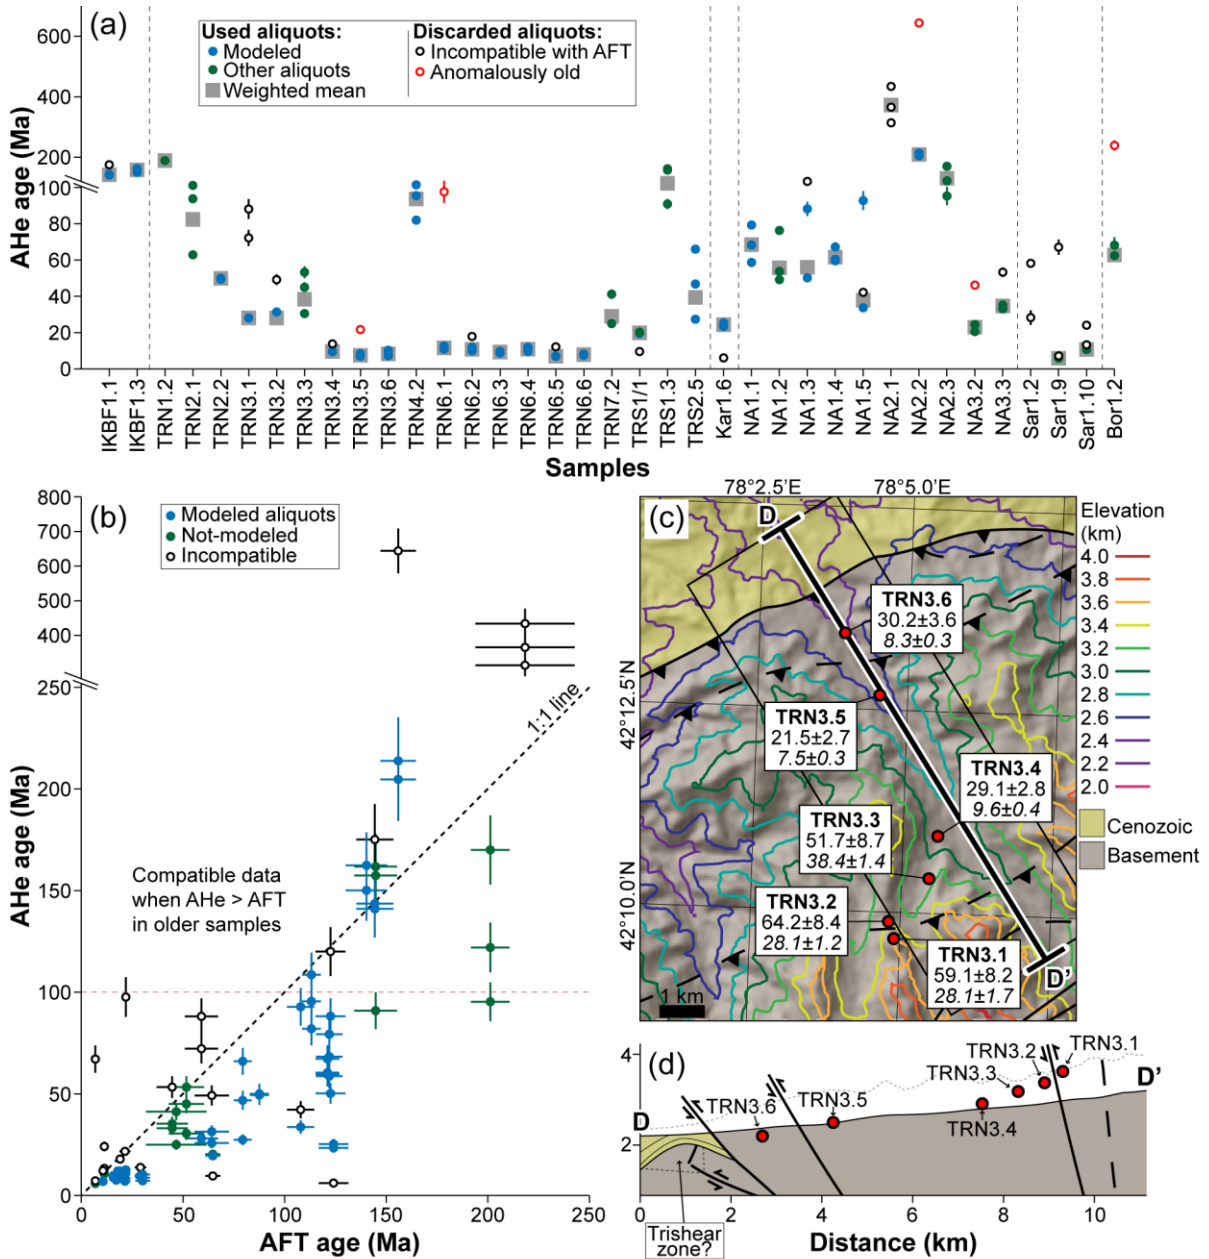 (a)
Used aliquots:
Modeled
Other aliquots
Weighted mean
Discarded aliquots:
Incompatible with AFT
Anomalously old
AHe age (Ma)
600
400
200
100
80
60
40
20
0
IKBF1.1
IKBF1.3
TRN1.2
TRN2.1
TRN2.2
TRN3.1
TRN3.2
TRN3.3
TRN3.4
TRN3.5
TRN3.6
TRN4.2
TRN6.1
TRN6.2
TRN6.3
TRN6.4
TRN6.5
TRN6.6
TRN7.2
TRS1/1
TRS1.3
TRS2.5
Kar1.6
NA1.1
NA1.2
NA1.3
NA1.4
NA1.5
NA2.1
NA2.2
NA2.3
NA3.2
NA3.3
Sar1.2
Sar1.9
Sar1.10
Bor1.2
Samples
(b)
Modeled aliquots
Not-modeled
Incompatible
1:1 line
Compatible data
when AHe > AFT
in older samples
AHe age (Ma)
800
700
600
500
400
250
200
150
100
50
0
0
50
100
150
200
250
AFT age (Ma)
(c)
78°2.5'E
78°5.0'E
42°12.5'N
42°10.0'N
D
TRN3.6
30.2±3.6
8.3±0.3
TRN3.5
21.5±2.7
7.5±0.3
TRN3.4
29.1±2.8
9.6±0.4
TRN3.3
51.7±8.7
38.4±1.4
TRN3.2
64.2±8.4
28.1±1.2
TRN3.1
59.1±8.2
28.1±1.7
D'
1 km
Elevation
(km)
4.0
3.8
3.6
3.4
3.2
3.0
2.8
2.6
2.4
2.2
2.0
Cenozoic
Basement
(d)
4
2
D
D'
TRN3.6
TRN3.5
TRN3.4
TRN3.3
TRN3.2
TRN3.1
0
2
4
6
8
10
Trishear
zone?
Distance (km)